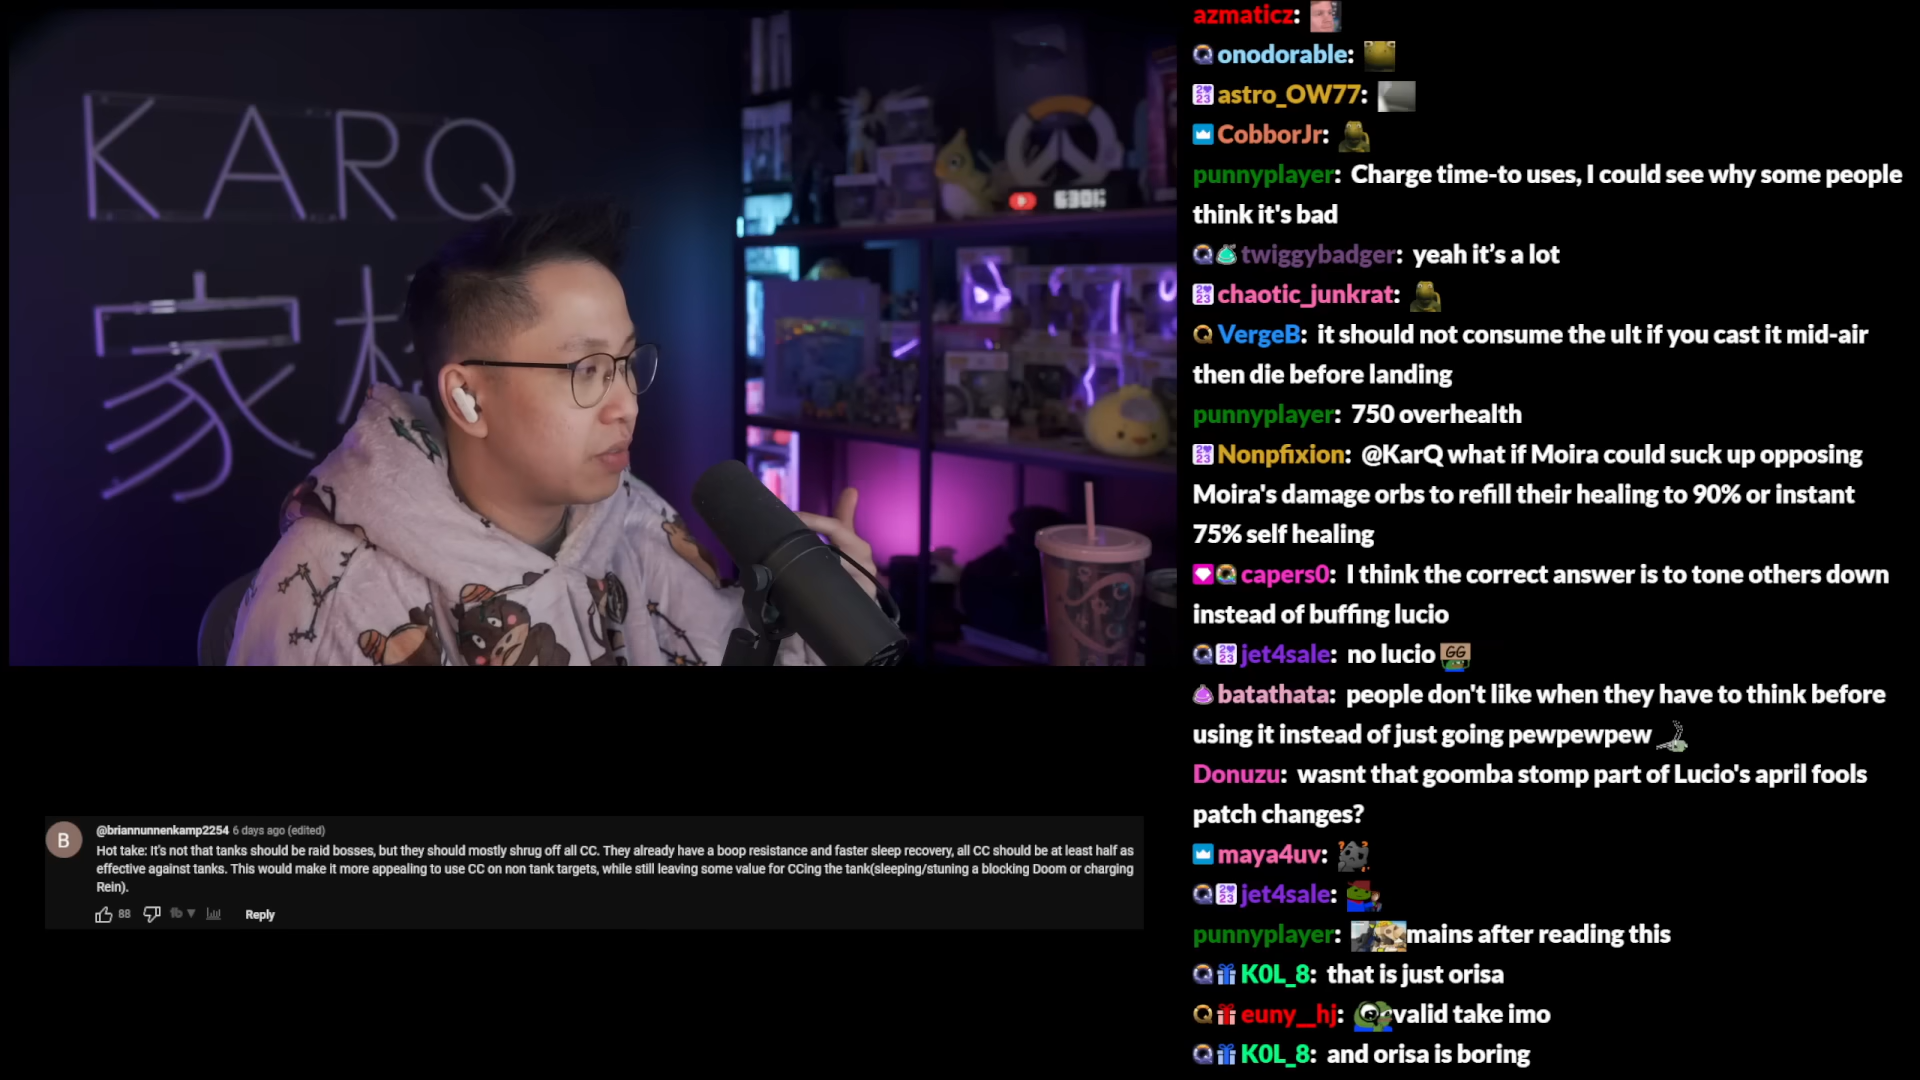 KARQ
家
630K
B
@briannunnenkamp2254 6 days ago (edited)
Hot take: It's not that tanks should be raid bosses, but they should mostly shrug off all CC. They already have a boop resistance and faster sleep recovery, all CC should be at least half as
effective against tanks. This would make it more appealing to use CC on non tank targets, while still leaving some value for CCing the tank(sleeping/stuning a blocking Doom or charging
Rein).
88
Reply
azmaticz:
onodorable:
astro_OW77:
CobborJr:
punnyplayer: Charge time-to uses, I could see why some people
think it's bad
twiggybadger: yeah it’s a lot
chaotic_junkrat:
VergeB: it should not consume the ult if you cast it mid-air
then die before landing
punnyplayer: 750 overhealth
Nonpfixion: @KarQ what if Moira could suck up opposing
Moira's damage orbs to refill their healing to 90% or instant
75% self healing
capers0: I think the correct answer is to tone others down
instead of buffing lucio
jet4sale: no lucio GG
batathata: people don't like when they have to think before
using it instead of just going pewpewpew
Donuzu: wasnt that goomba stomp part of Lucio's april fools
patch changes?
maya4uv:
jet4sale:
punnyplayer: mains after reading this
K0L_8: that is just orisa
euny__hj: valid take imo
K0L_8: and orisa is boring